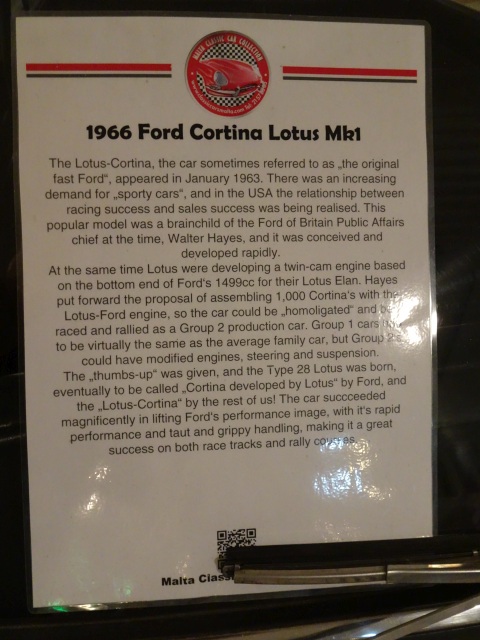 MALTA CLASSIC CAR COLLECTION
1966 Ford Cortina Lotus Mk1
The Lotus-Cortina, the car sometimes referred to as „the original
fast Ford“, appeared in January 1963. There was an increasing
demand for „sporty cars“, and in the USA the relationship between
racing success and sales success was being realised. This
popular model was a brainchild of the Ford of Britain Public Affairs
chief at the time, Walter Hayes, and it was conceived and
developed rapidly.
At the same time Lotus were developing a twin-cam engine based
on the bottom end of Ford's 1499cc for their Lotus Elan. Hayes
put forward the proposal of assembling 1,000 Cortina's with the
Lotus-Ford engine, so the car could be „homoligated“ and be
raced and rallied as a Group 2 production car. Group 1 cars
to be virtually the same as the average family car, but Group
could have modified engines, steering and suspension.
The „thumbs-up“ was given, and the Type 28 Lotus was born,
eventually to be called „Cortina developed by Lotus“ by Ford, and
the „Lotus-Cortina“ by the rest of us! The car succceeded
magnificently in lifting Ford's performance image, with it's rapid
performance and taut and grippy handling, making it a great
success on both race tracks and rally
Malta